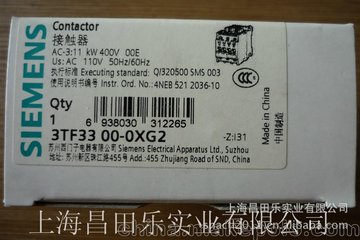 SIEMENS
Contactor
接触器
AC-3:11 kW 400V 00E
Us: AC 110V 50Hz/60Hz
执行标准 Executing standard: Q/320500 SMS 003
使用说明书 Instr. Ord. No.:4NEB 521 2036-10
Qty
1
6 938030 312265
3TF33 00-0XG2
-Z:I31
苏州西门子电器有限公司 Siemens Electrical Apparatus Ltd., Suzhou
苏州新区珠江路455号 Add.:455 Zhujiang Road of SND, China
Made in China
中国制造
上海昌田乐实业有限公司
上海昌田乐实业有限公司